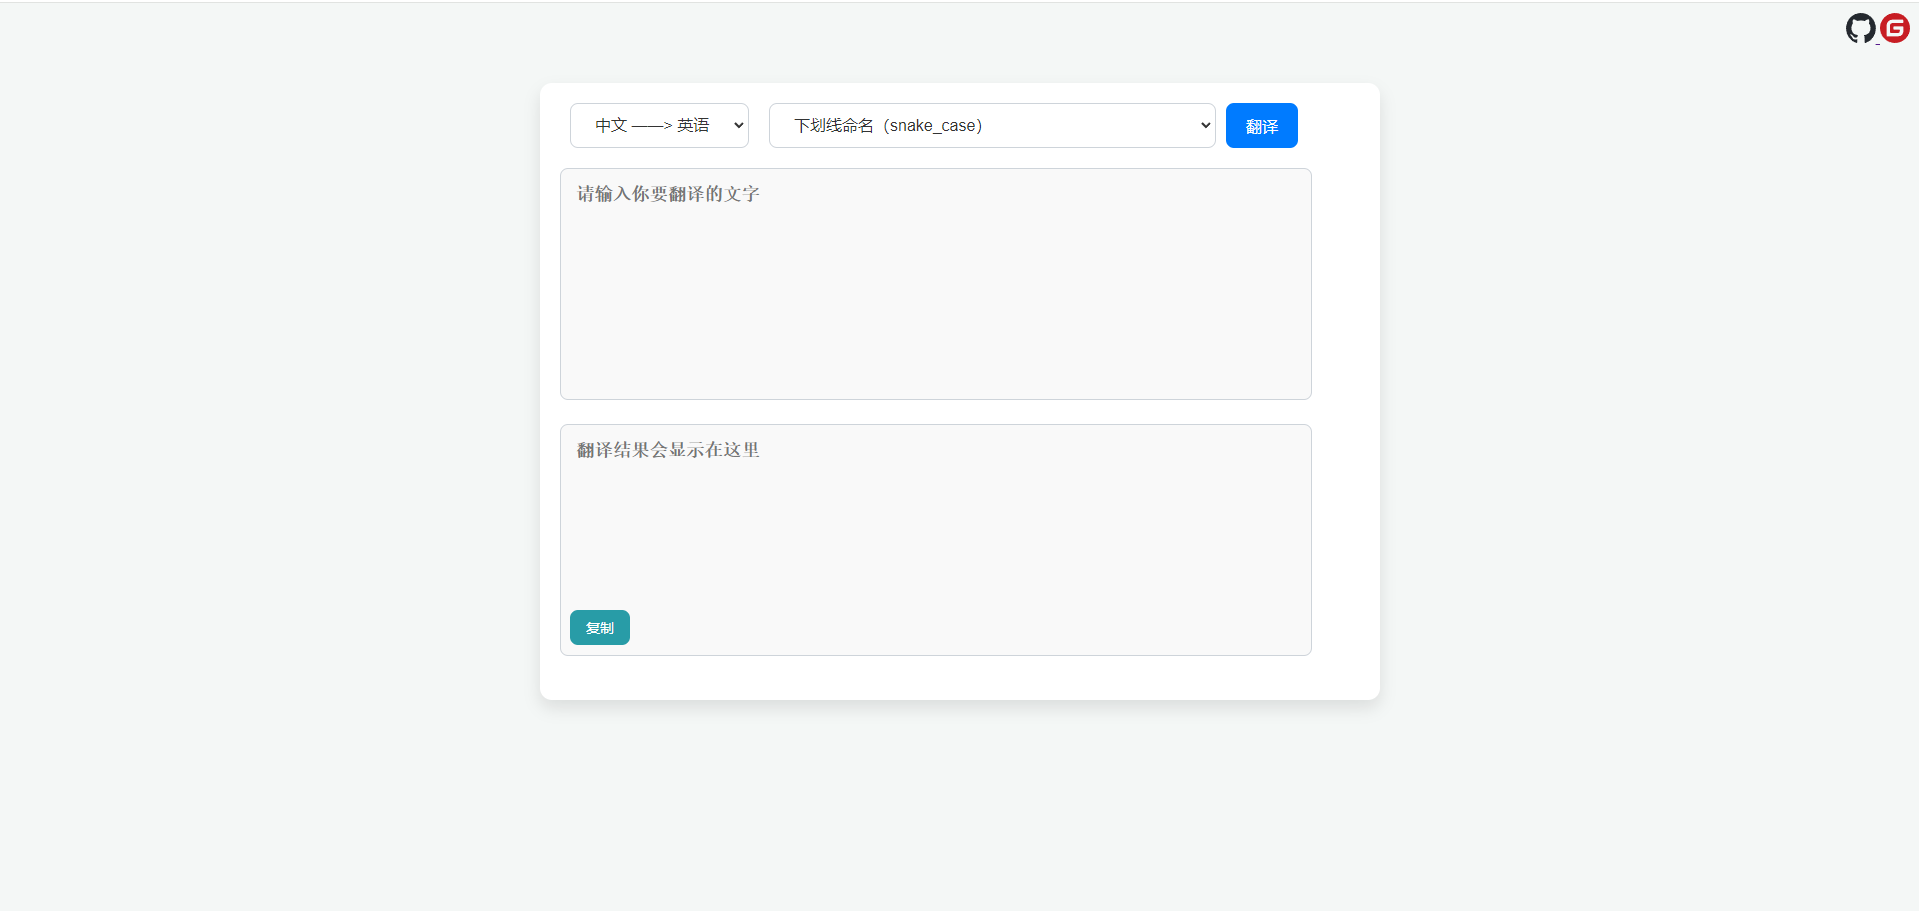 中文 ——> 英语
下划线命名（snake_case）
翻译
请输入你要翻译的文字
翻译结果会显示在这里
复制